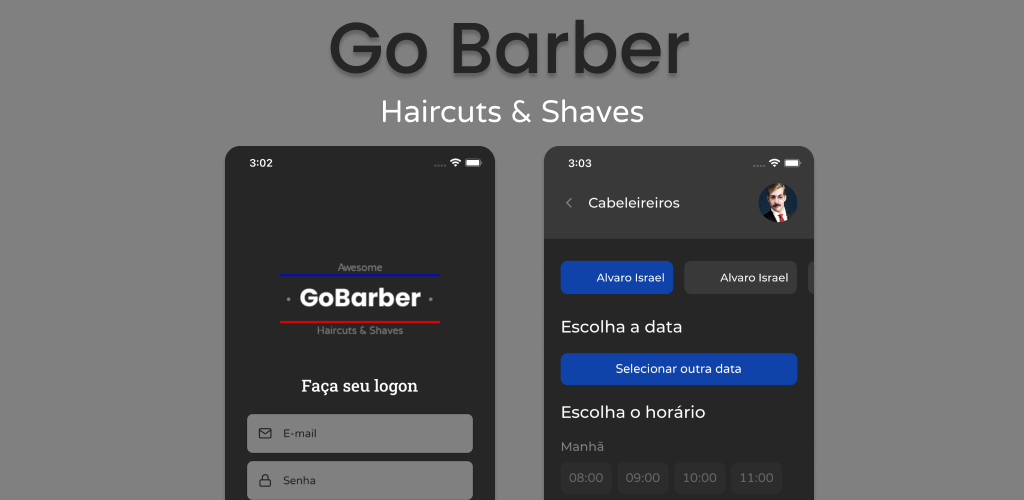 Go Barber
Haircuts & Shaves
3:02
Awesome
· GoBarber ·
Haircuts & Shaves
Faça seu logon
E-mail
Senha
3:03
Cabeleireiros
Alvaro Israel
Alvaro Israel
Escolha a data
Selecionar outra data
Escolha o horário
Manhã
08:00 09:00 10:00 11:00